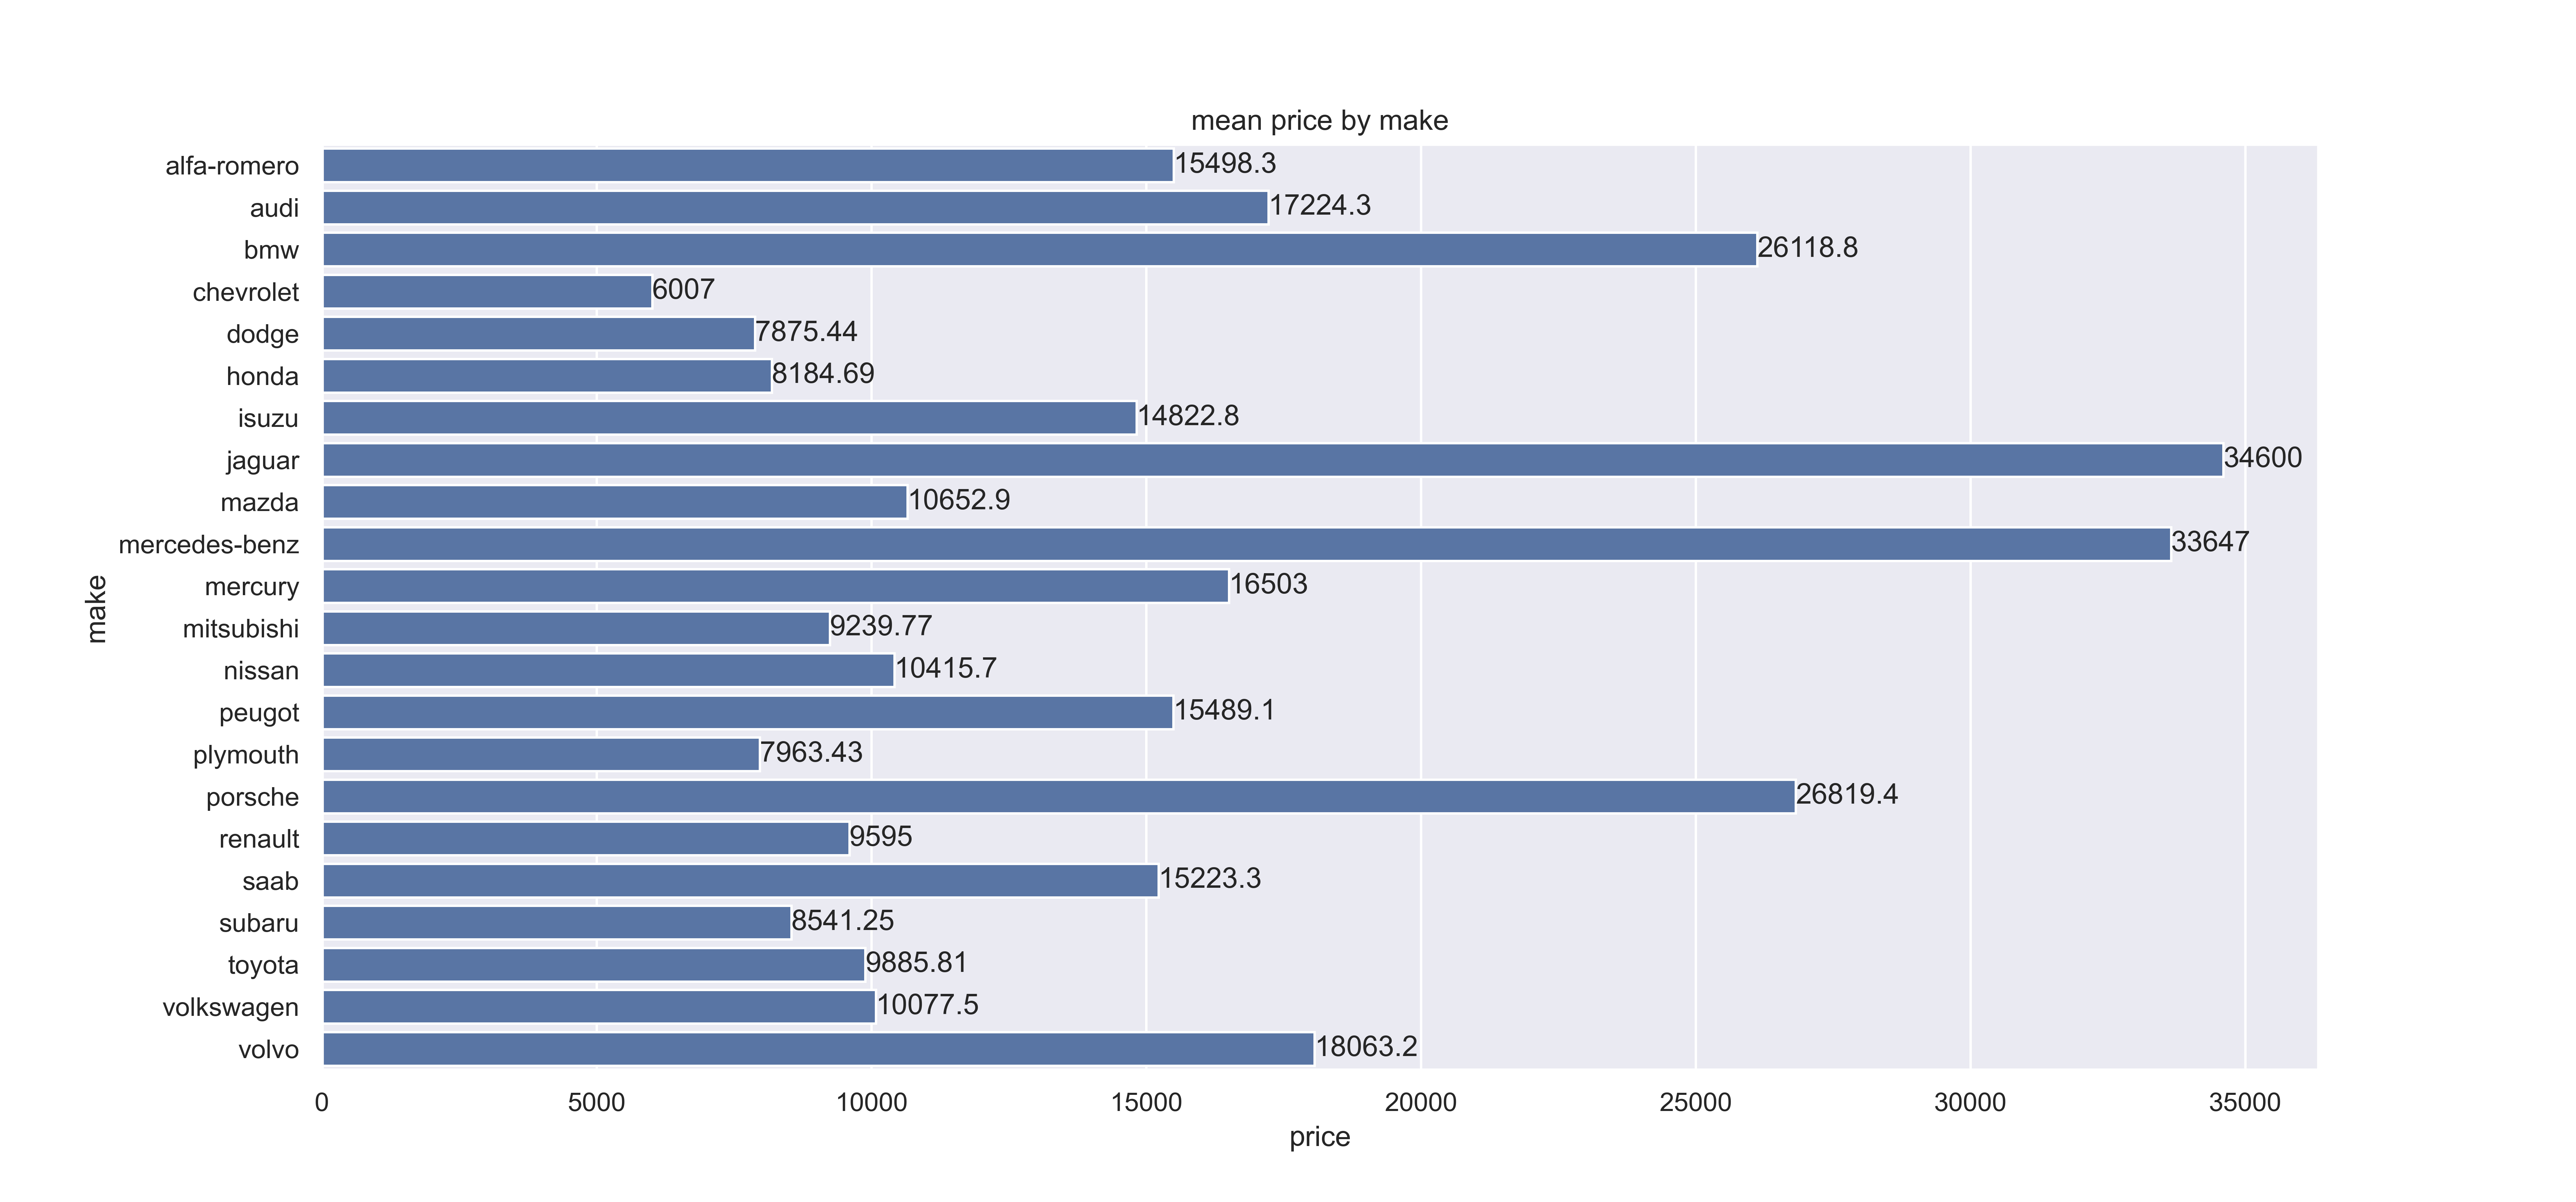 mean price by make
alfa-romero 15498.3
audi 17224.3
bmw 26118.8
chevrolet 6007
dodge 7875.44
honda 8184.69
isuzu 14822.8
jaguar 34600
mazda 10652.9
mercedes-benz 33647
mercury 16503
mitsubishi 9239.77
nissan 10415.7
peugot 15489.1
plymouth 7963.43
porsche 26819.4
renault 9595
saab 15223.3
subaru 8541.25
toyota 9885.81
volkswagen 10077.5
volvo 18063.2
make
0 5000 10000 15000 20000 25000 30000 35000
price